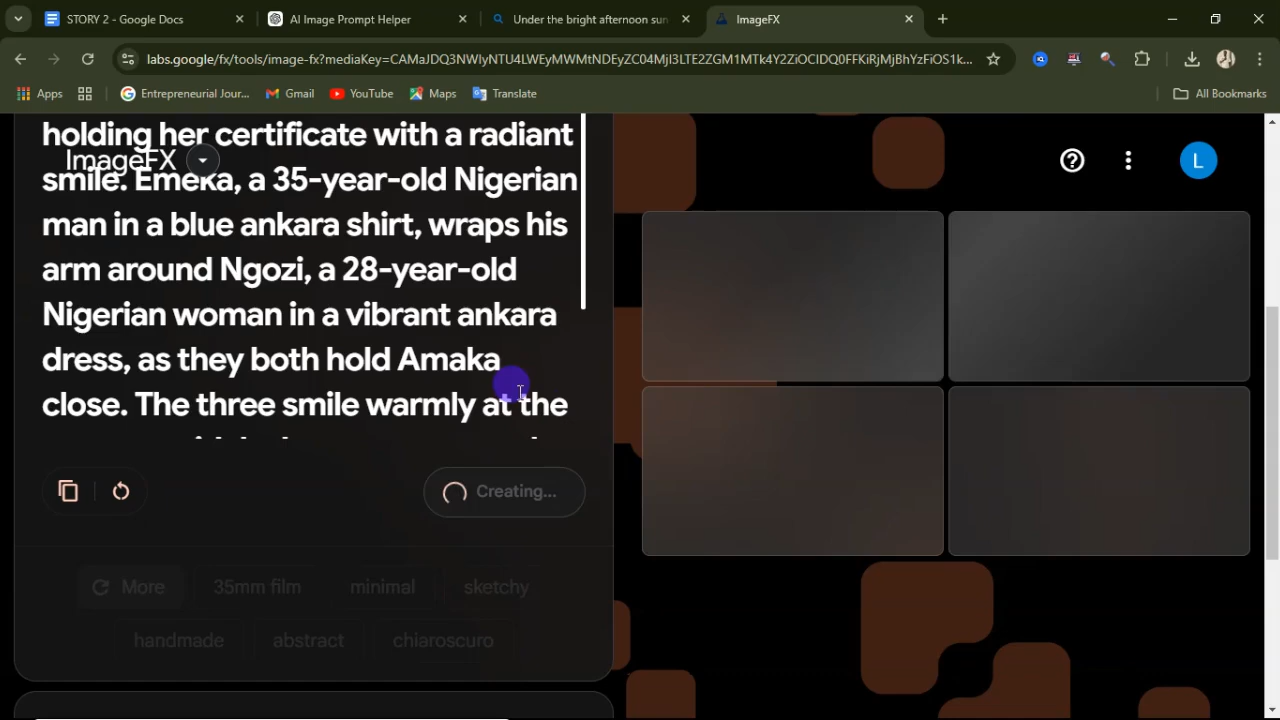 STORY 2 - Google Docs
AI Image Prompt Helper
Under the bright afternoon sun
ImageFX
labs.google/fx/tools/image-fx?mediaKey=CAMaJDQ3NWIyNTU4LWEyMWMtNDEyZC04MjI3LTE2ZGM1MTk4Y2ZiOCIDQ0FFKiRjMjBhYzFiOS1k...
Apps
Entrepreneurial Jour...
Gmail
YouTube
Maps
Translate
All Bookmarks
holding her certificate with a radiant
ImageFX
smile. Emeka, a 35-year-old Nigerian
man in a blue ankara shirt, wraps his
arm around Ngozi, a 28-year-old
Nigerian woman in a vibrant ankara
dress, as they both hold Amaka
close. The three smile warmly at the
L
Creating...
More
35mm film
minimal
sketchy
handmade
abstract
chiaroscuro